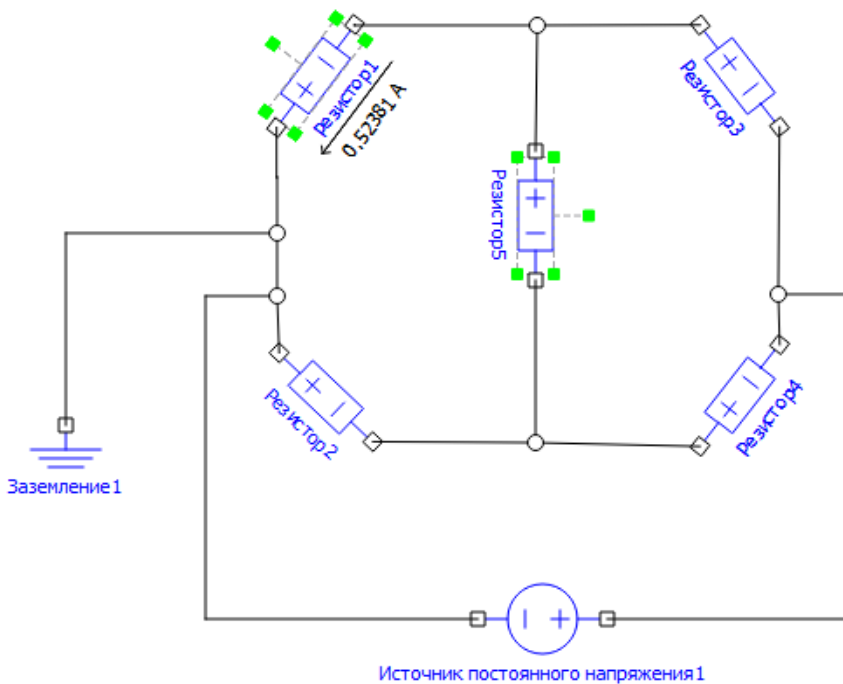 резистор1
0,52381 A
Резистор3
Резистор5
Резистор2
Резистор4
Заземление1
Источник постоянного напряжения1